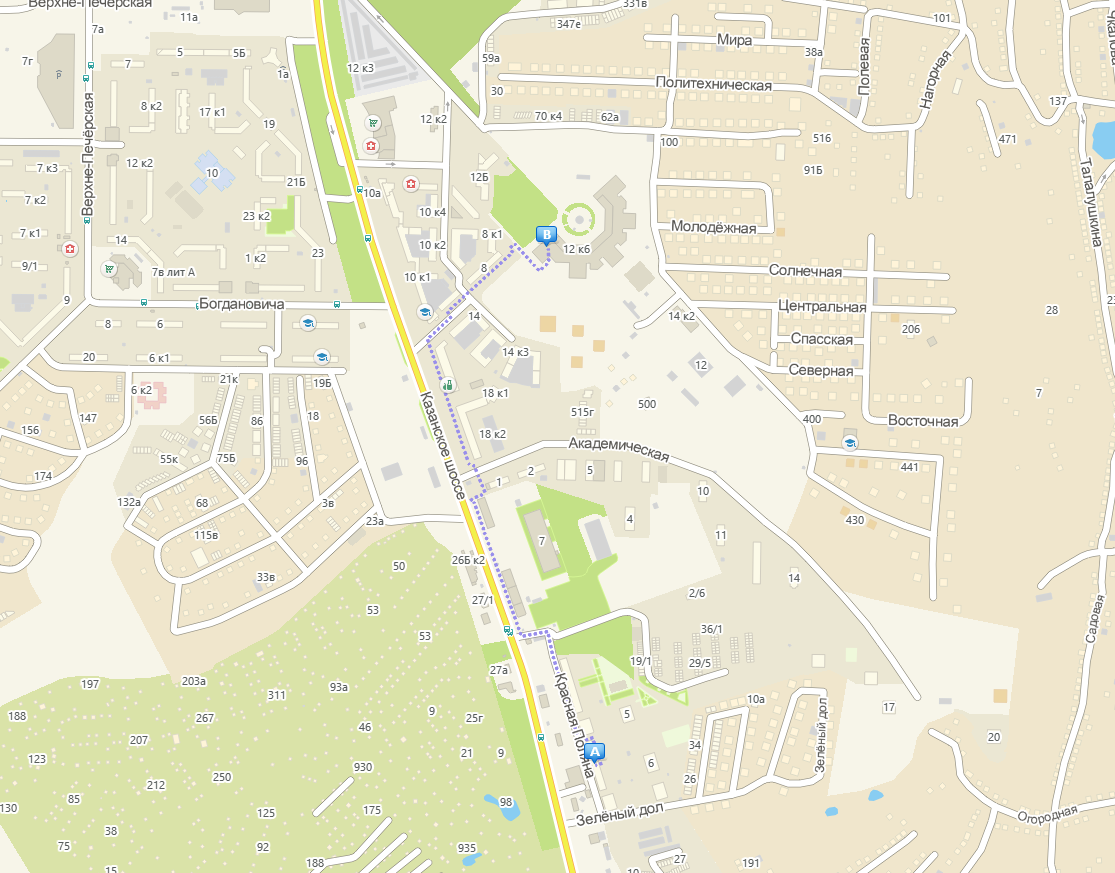 Верхне-Печёрская
11а
331в
347е
101
7а
Мира
38а
5
5Б
7
7г
Р
1а
12 к3
59а
Полевая
Нагорная
Политехническая
30
8 к2
17 к1
137
Чкалова
Верхне-Печёрская
19
12 к2
70 к4
62а
516
471
100
7 к3
12 к2
10
21Б
12Б
91Б
Талалушкина
7 к2
10а
23 к2
10 к4
7 к1
14
10 к2
8 к1
B
12 к6
Молодёжная
23
1 к2
9/1
7в лит А
10 к1
8
Солнечная
9
Богдановича
14
14 к2
Центральная
28
8
6
206
Спасская
20
6 к1
14 к3
12
Северная
21к
19Б
6 к2
18 к1
7
147
56Б
86
18
Казанское шоссе
515г
500
400
Восточная
156
18 к2
Академическая
75Б
96
55к
441
174
1
2
5
10
132а
68
3в
23а
4
430
115в
7
11
26Б к2
50
33в
14
27/1
2/6
53
53
36/1
Садовая
19/1
29/5
27а
197
203а
93а
311
10а
Красная Поляна
188
267
46
9
25г
5
17
Зелёный дол
207
34
20
123
21
9
A
6
930
250
212
26
85
98
130
175
125
Зелёный дол
Огородная
38
75
92
935
188
27
191
15
10